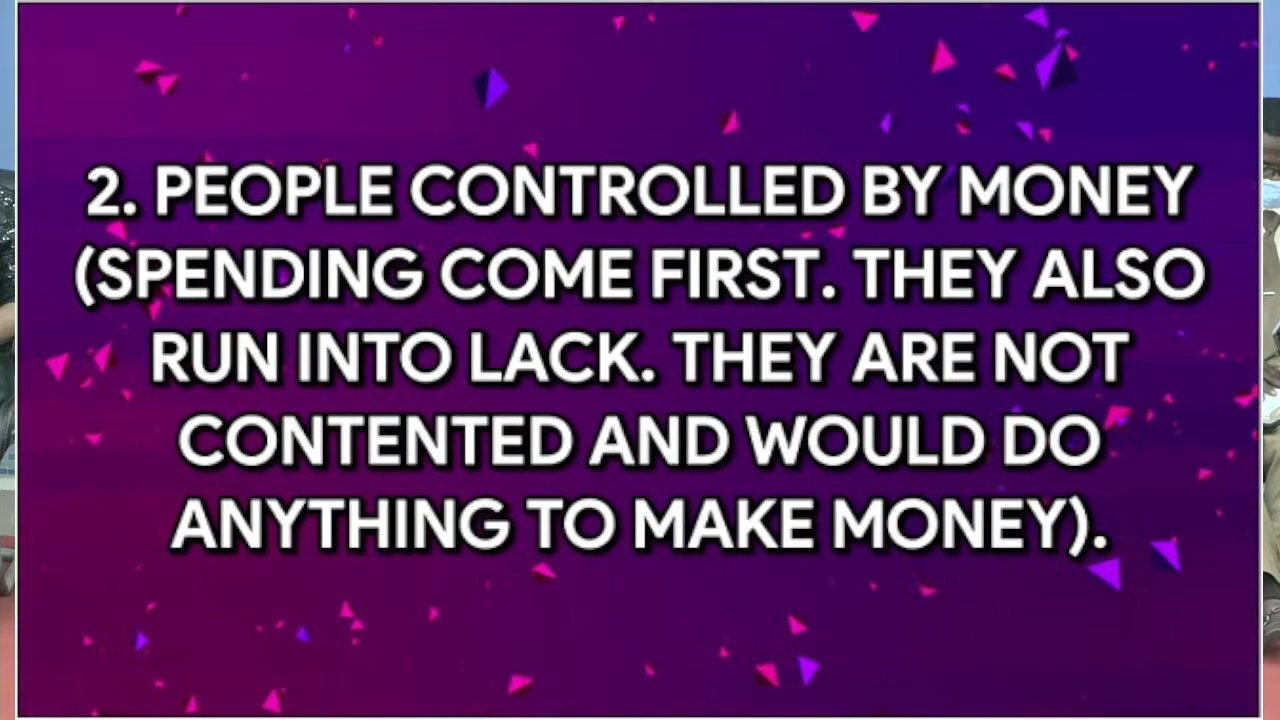 2. PEOPLE CONTROLLED BY MONEY
(SPENDING COME FIRST. THEY ALSO
RUN INTO LACK. THEY ARE NOT
CONTENTED AND WOULD DO
ANYTHING TO MAKE MONEY).